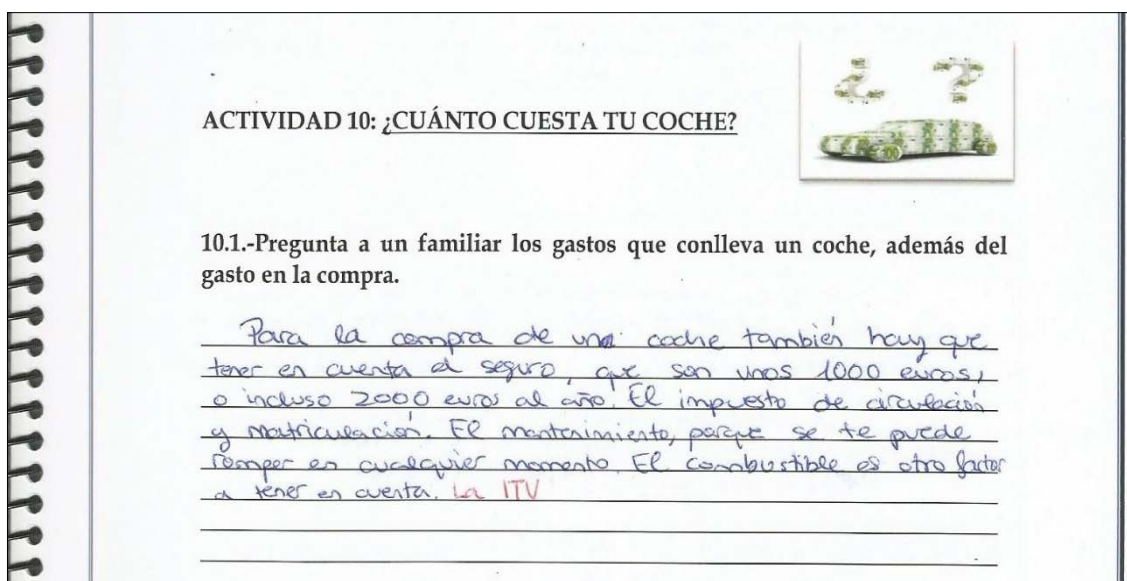 ¿ ?
ACTIVIDAD 10: ¿CUÁNTO CUESTA TU COCHE?
10.1.-Pregunta a un familiar los gastos que conlleva un coche, además del
gasto en la compra.
Para la compra de un coche también hay que
tener en cuenta el seguro, que son unos 1000 euros,
o incluso 2000 euros al año. El impuesto de circulación
y matriculación. El mantenimiento, porque se te puede
romper en cualquier momento. El combustible es otro factor
a tener en cuenta. La ITV